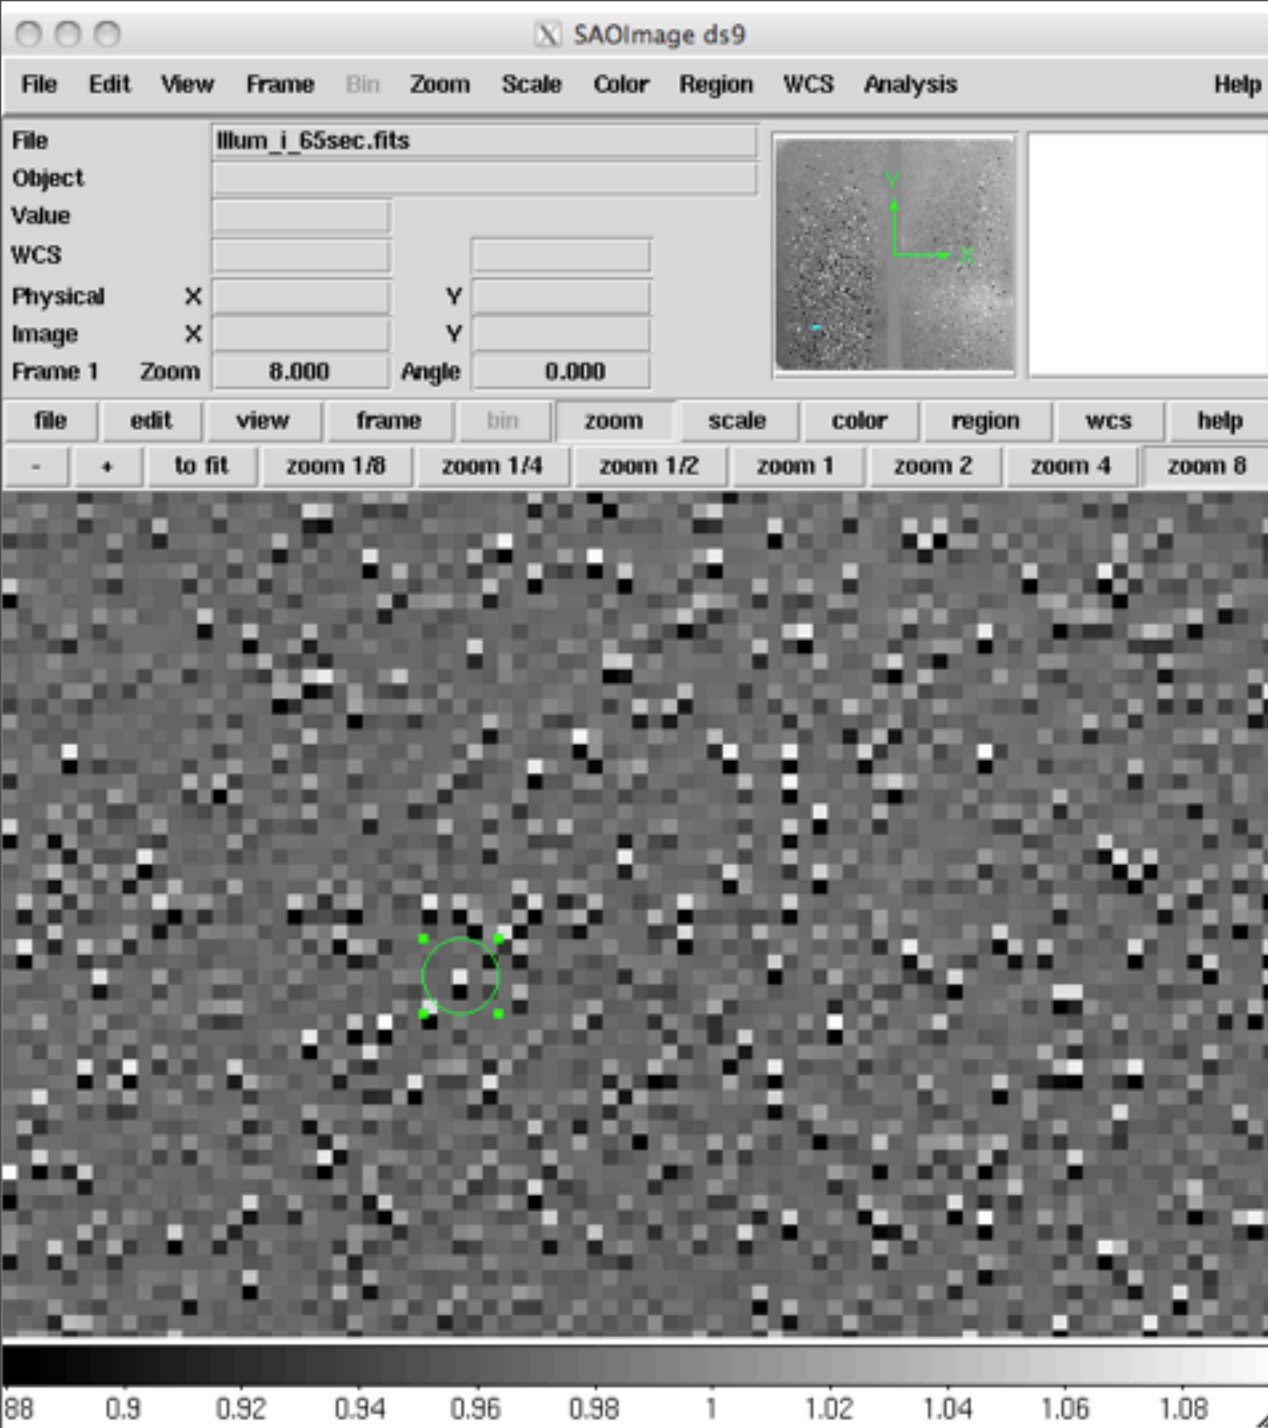 X SAOImage ds9
File Edit View Frame Bin Zoom Scale Color Region WCS Analysis Help
File Illum_i_65sec.fits
Object
Value
WCS
Physical X Y
Image X Y
Frame 1 Zoom 8.000 Angle 0.000
Y
X
file edit view frame bin zoom scale color region wcs help
- + to fit zoom 1/8 zoom 1/4 zoom 1/2 zoom 1 zoom 2 zoom 4 zoom 8
88 0.9 0.92 0.94 0.96 0.98 1 1.02 1.04 1.06 1.08